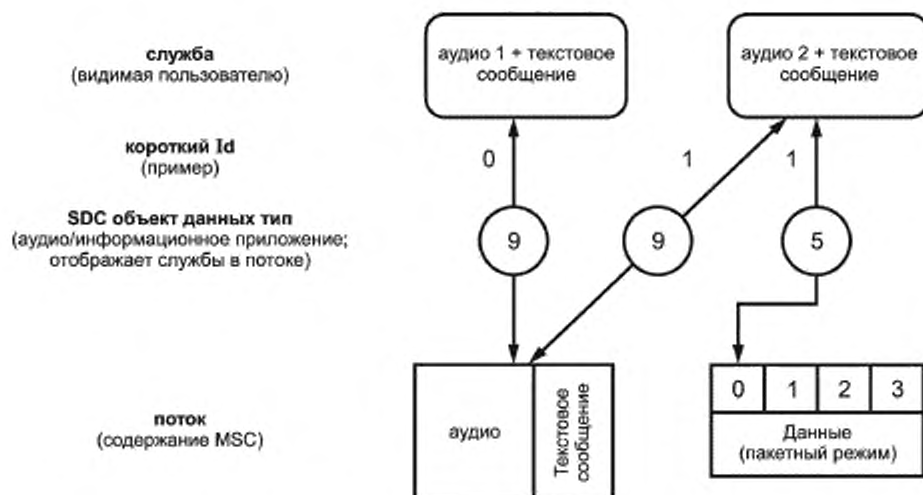 служба
(видимая пользователю)
аудио 1 + текстовое
сообщение
аудио 2 + текстовое
сообщение
короткий Id
(пример)
0
1
1
SDC объект данных тип
(аудио/информационное приложение;
отображает службы в потоке)
9
9
5
поток
(содержание MSC)
аудио
Текстовое
сообщение
0 1 2 3
Данные
(пакетный режим)